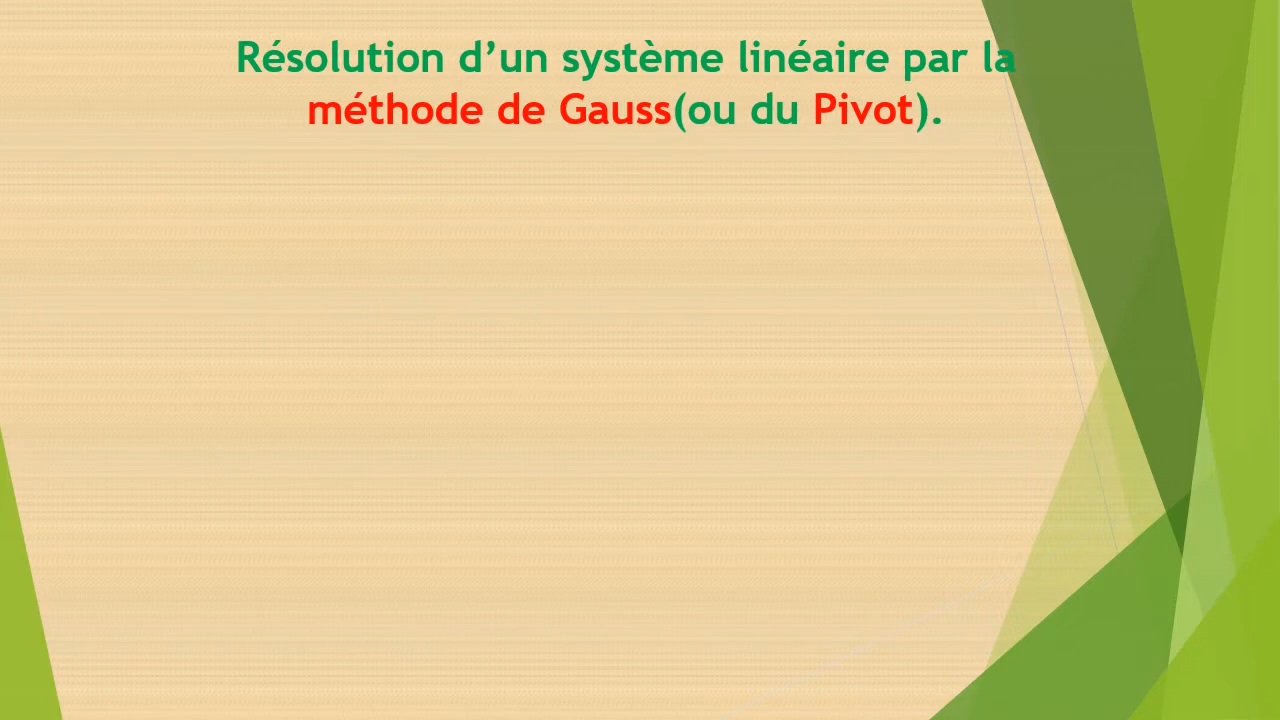 Résolution d’un système linéaire par la
méthode de Gauss(ou du Pivot).